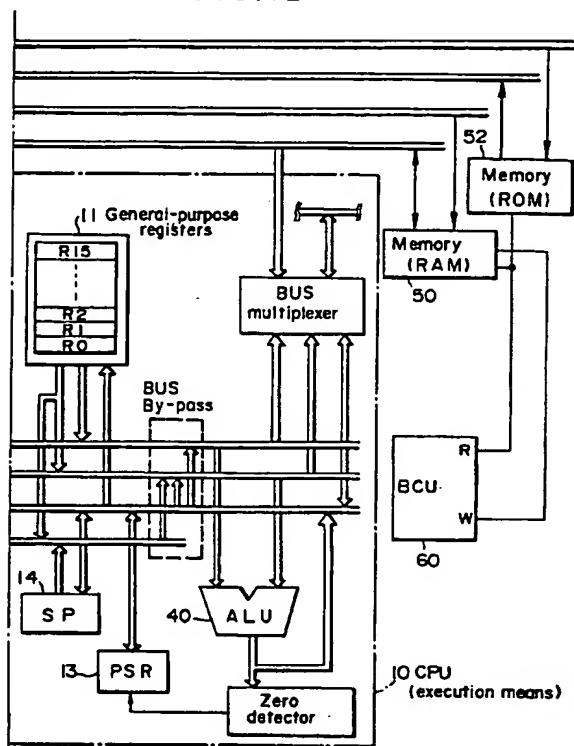 52
Memory
(ROM)
11 General-purpose
registers
R15
R2
R1
R0
Memory
(RAM)
50
BUS
multiplexer
BUS
By-pass
R
BCU
W
60
14
SP
40
ALU
13
PSR
10 CPU
(execution means)
Zero
detector